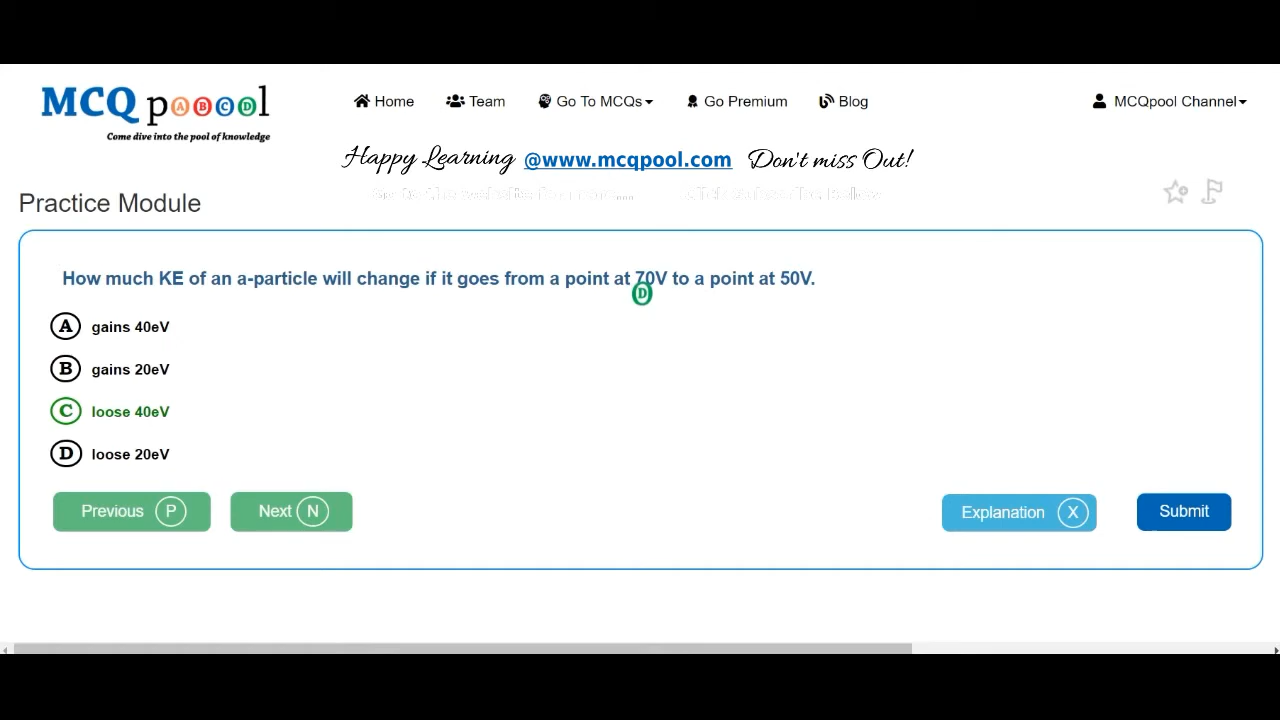 MCQ pooool
Come dive into the pool of knowledge
Home Team Go To MCQs Go Premium Blog MCQpool Channel
Happy Learning @www.mcqpool.com Don't miss Out!
Practice Module
How much KE of an a-particle will change if it goes from a point at 70V to a point at 50V.
D
A gains 40eV
B gains 20eV
C loose 40eV
D loose 20eV
Previous P Next N Explanation X Submit